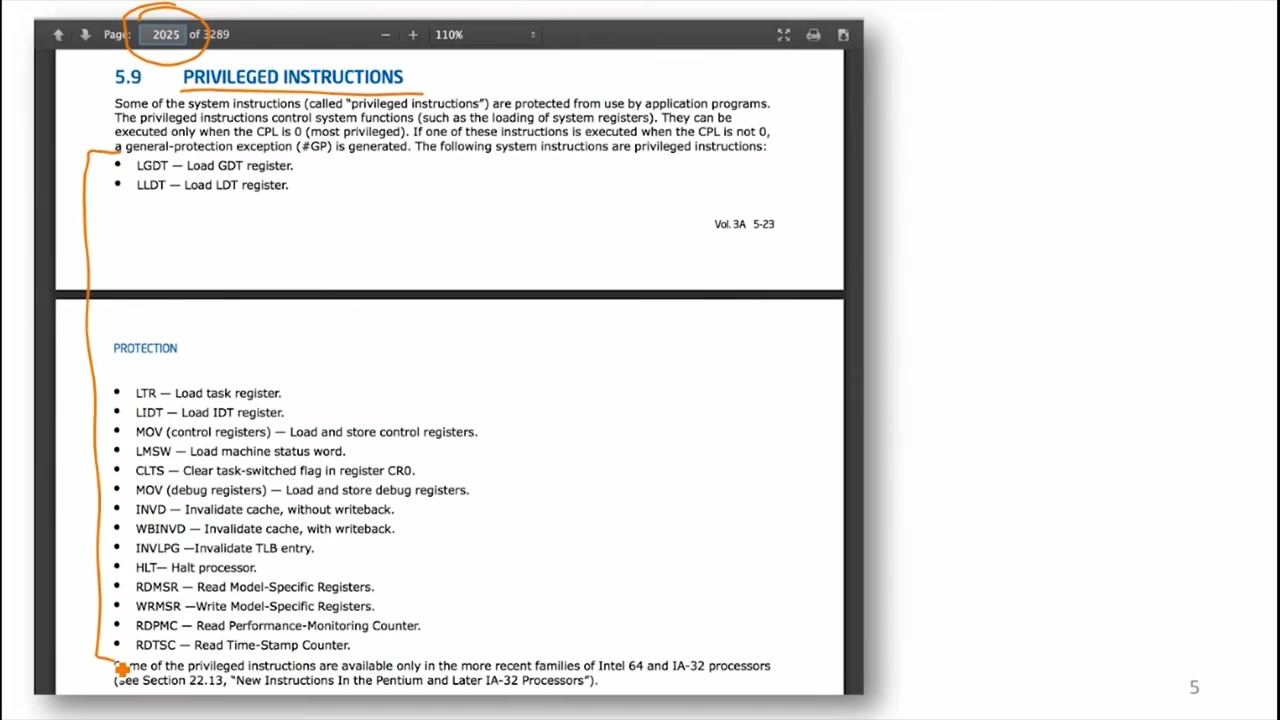 Page: 2025 of 3289 110%
5.9 PRIVILEGED INSTRUCTIONS
Some of the system instructions (called “privileged instructions”) are protected from use by application programs.
The privileged instructions control system functions (such as the loading of system registers). They can be
executed only when the CPL is 0 (most privileged). If one of these instructions is executed when the CPL is not 0,
a general-protection exception (#GP) is generated. The following system instructions are privileged instructions:
• LGDT — Load GDT register.
• LLDT — Load LDT register.
Vol. 3A 5-23
PROTECTION
• LTR — Load task register.
• LIDT — Load IDT register.
• MOV (control registers) — Load and store control registers.
• LMSW — Load machine status word.
• CLTS — Clear task-switched flag in register CR0.
• MOV (debug registers) — Load and store debug registers.
• INVD — Invalidate cache, without writeback.
• WBINVD — Invalidate cache, with writeback.
• INVLPG —Invalidate TLB entry.
• HLT— Halt processor.
• RDMSR — Read Model-Specific Registers.
• WRMSR —Write Model-Specific Registers.
• RDPMC — Read Performance-Monitoring Counter.
• RDTSC — Read Time-Stamp Counter.
Some of the privileged instructions are available only in the more recent families of Intel 64 and IA-32 processors
(see Section 22.13, “New Instructions In the Pentium and Later IA-32 Processors”).
5